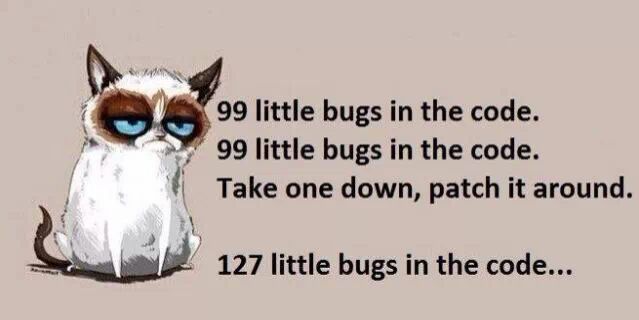 99 little bugs in the code.
99 little bugs in the code.
Take one down, patch it around.
127 little bugs in the code...